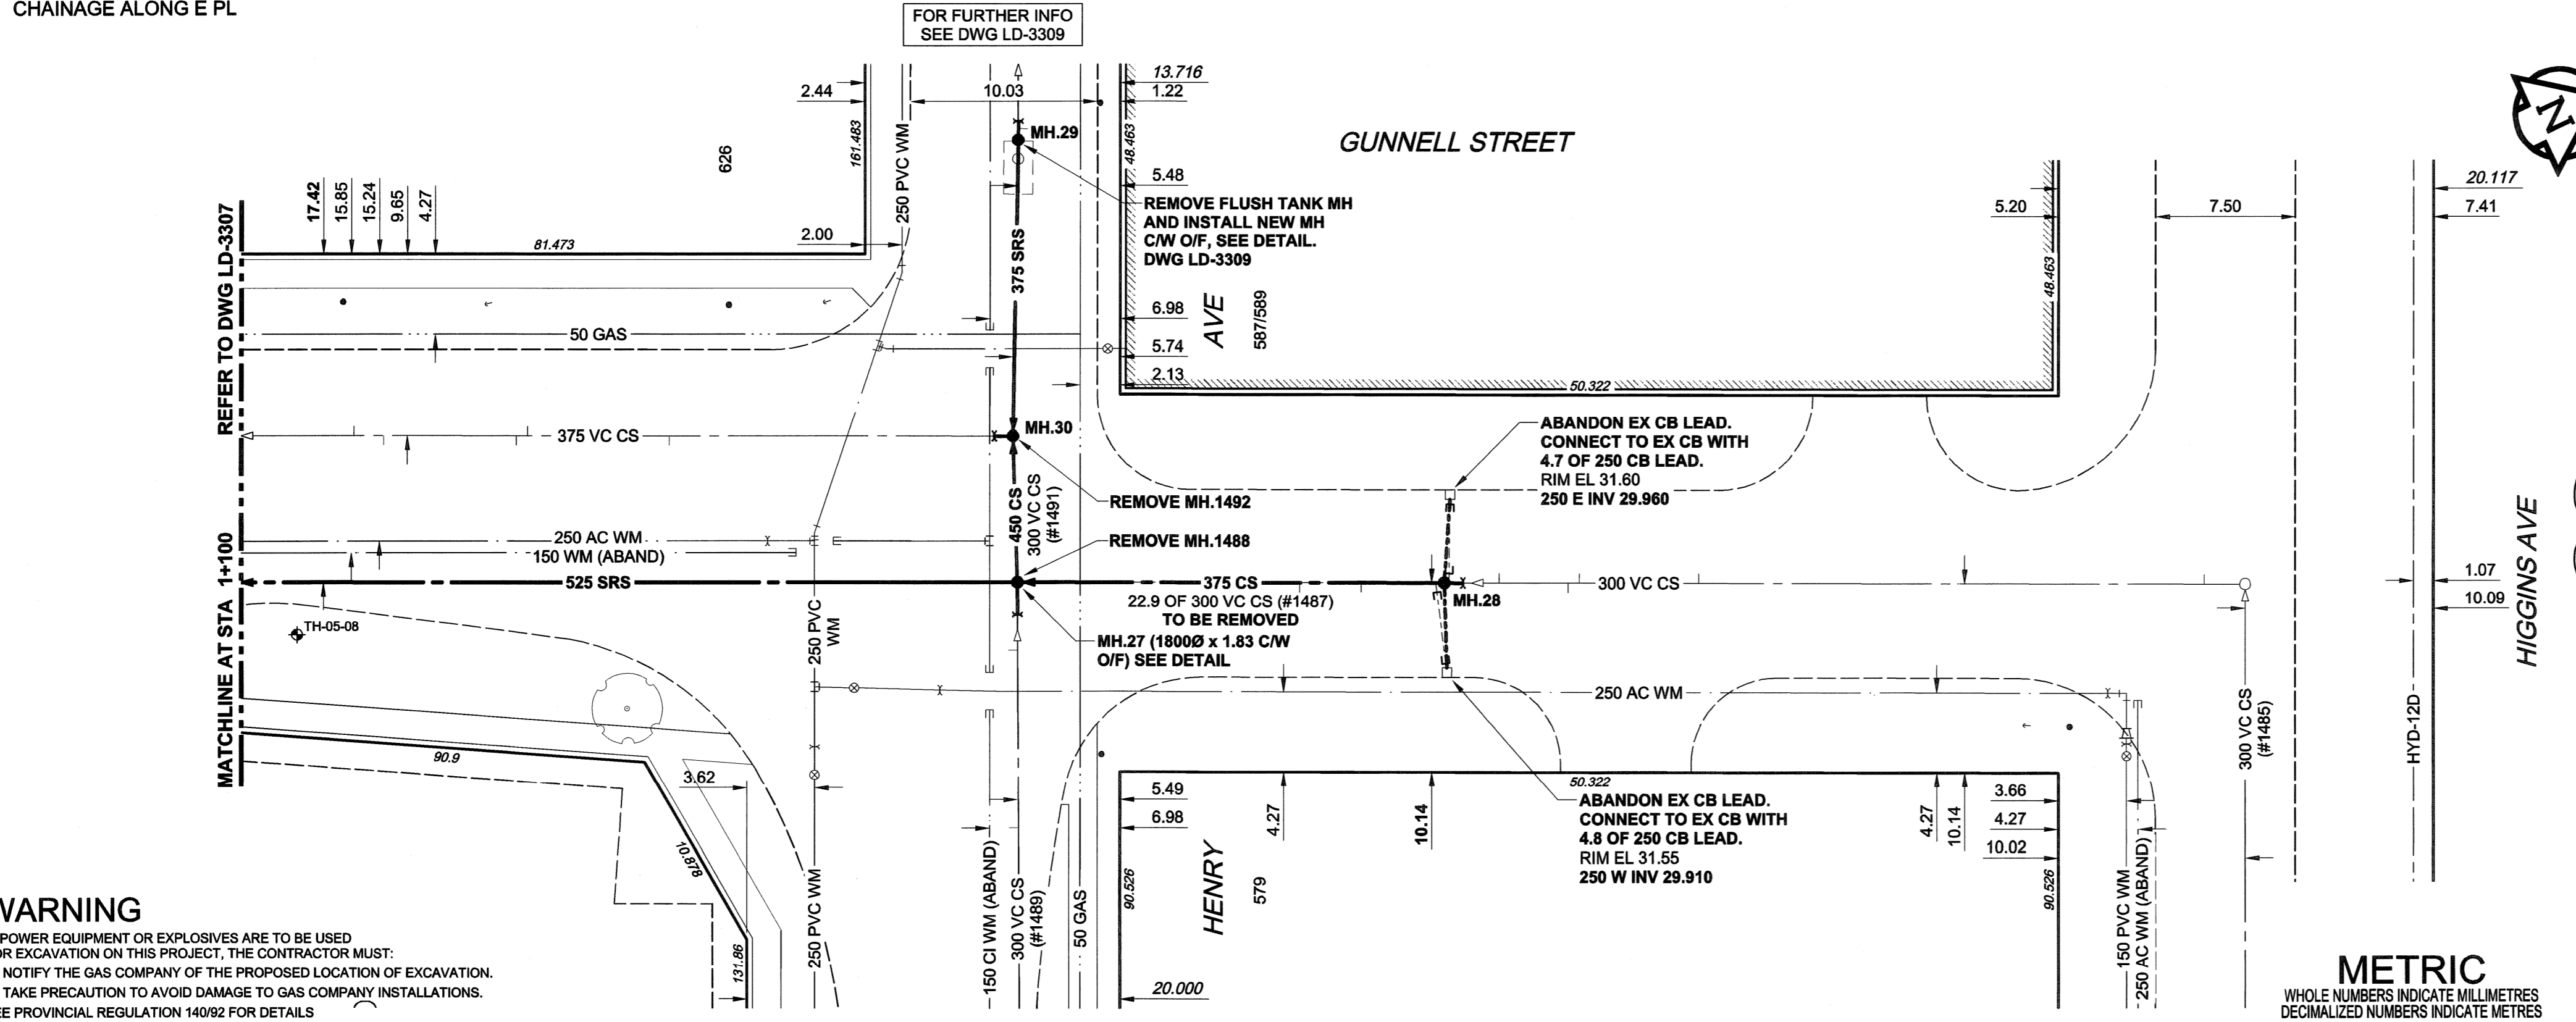 CHAINAGE ALONG E PL
FOR FURTHER INFO
SEE DWG LD-3309
13.716
2.44
10.03
1.22
MH.29
161.483
626
250 PVC WM
48.463
GUNNELL STREET
N
5.48
20.117
REMOVE FLUSH TANK MH
AND INSTALL NEW MH
C/W O/F, SEE DETAIL.
DWG LD-3309
5.20
7.50
7.41
17.42
15.85
15.24
9.65
4.27
81.473
2.00
375 SRS
48.463
REFER TO DWG LD-3307
6.98
AVE
587/589
50 GAS
5.74
2.13
50.322
375 VC CS
MH.30
ABANDON EX CB LEAD.
CONNECT TO EX CB WITH
4.7 OF 250 CB LEAD.
RIM EL 31.60
250 E INV 29.960
450 CS
300 VC CS
(#1491)
REMOVE MH.1492
REMOVE MH.1488
250 AC WM
150 WM (ABAND)
HIGGINS AVE
MATCHLINE AT STA 1+100
525 SRS
375 CS
300 VC CS
1.07
22.9 OF 300 VC CS (#1487)
TO BE REMOVED
MH.28
10.09
TH-05-08
250 PVC
WM
MH.27 (1800Ø x 1.83 C/W
O/F) SEE DETAIL
250 AC WM
300 VC CS
(#1485)
HYD-12D
90.9
3.62
50.322
5.49
6.98
4.27
10.14
ABANDON EX CB LEAD.
CONNECT TO EX CB WITH
4.8 OF 250 CB LEAD.
RIM EL 31.55
250 W INV 29.910
4.27
10.14
3.66
4.27
10.02
10.878
131.86
250 PVC WM
150 CI WM (ABAND)
300 VC CS
(#1489)
50 GAS
90.526
HENRY
579
90.526
150 PVC WM
250 AC WM (ABAND)
20.000
WARNING
POWER EQUIPMENT OR EXPLOSIVES ARE TO BE USED
OR EXCAVATION ON THIS PROJECT, THE CONTRACTOR MUST:
NOTIFY THE GAS COMPANY OF THE PROPOSED LOCATION OF EXCAVATION.
TAKE PRECAUTION TO AVOID DAMAGE TO GAS COMPANY INSTALLATIONS.
EE PROVINCIAL REGULATION 140/92 FOR DETAILS
METRIC
WHOLE NUMBERS INDICATE MILLIMETRES
DECIMALIZED NUMBERS INDICATE METRES